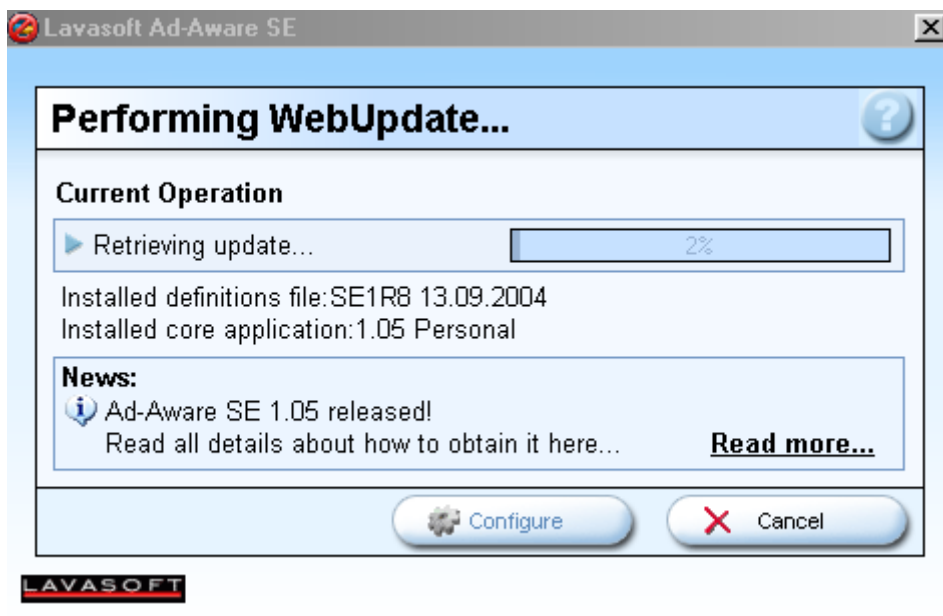 Lavasoft Ad-Aware SE
Performing WebUpdate...
?
Current Operation
Retrieving update...
2%
Installed definitions file:SE1R8 13.09.2004
Installed core application:1.05 Personal
News:
Ad-Aware SE 1.05 released!
Read all details about how to obtain it here... Read more...
Configure Cancel
LAVASOFT